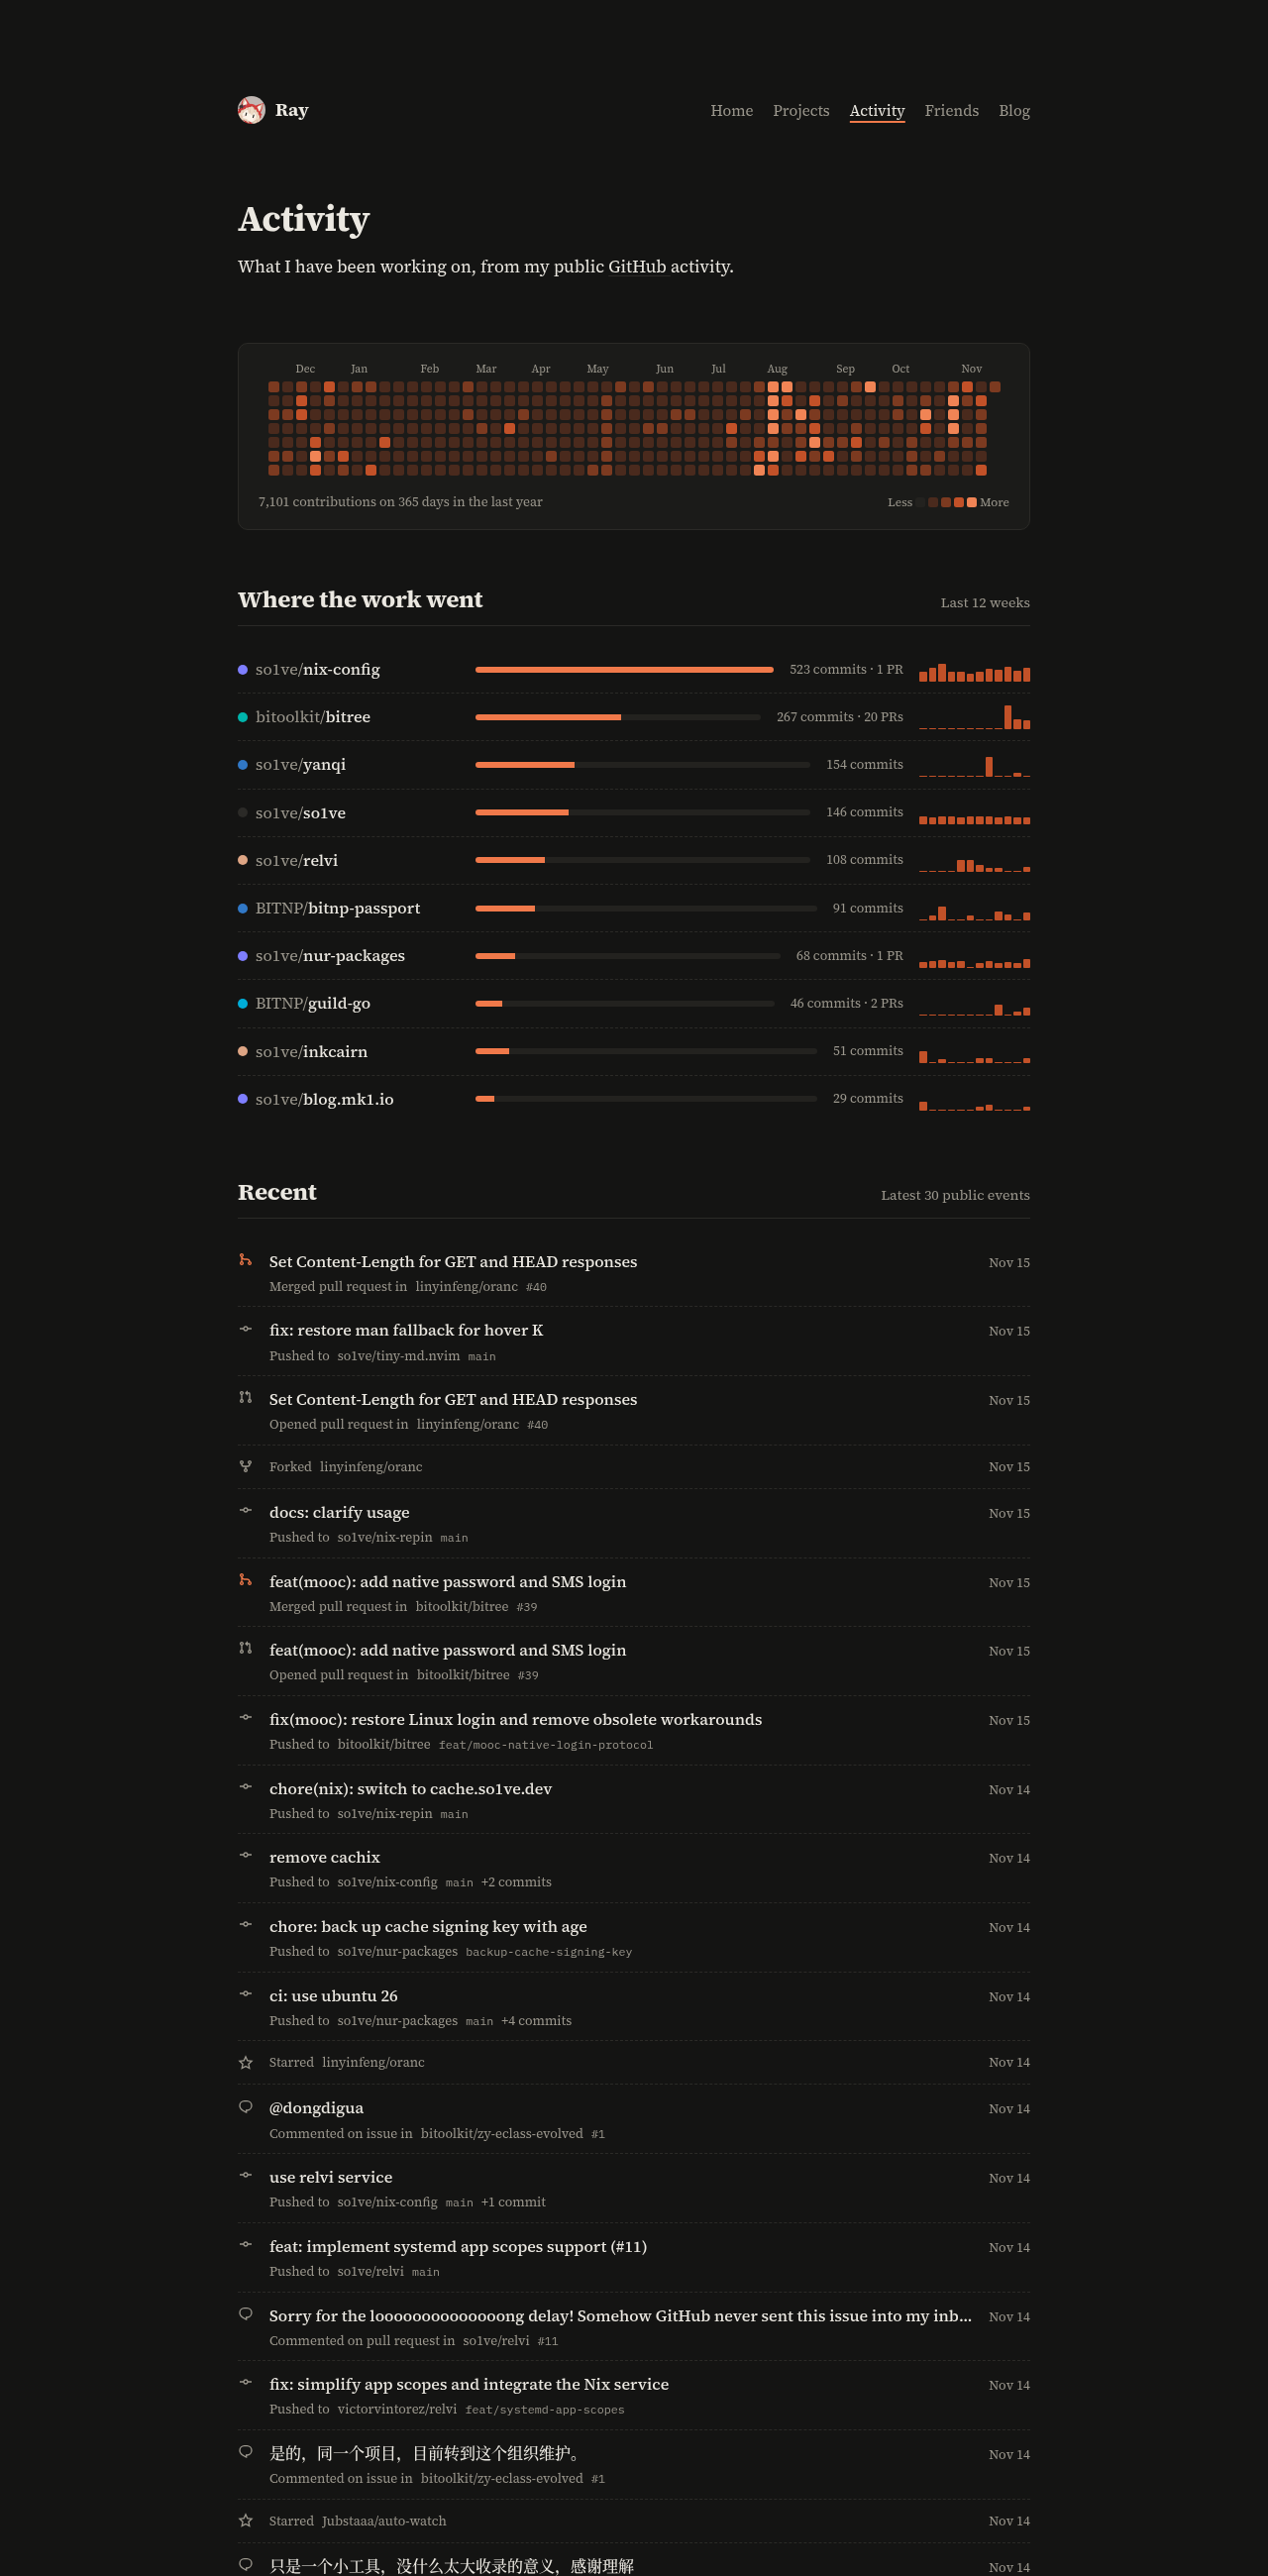 Ray
Home Projects Activity Friends Blog
Activity
What I have been working on, from my public GitHub activity.
Dec Jan Feb Mar Apr May Jun Jul Aug Sep Oct Nov
7,101 contributions on 365 days in the last year
Less More
Where the work went
Last 12 weeks
so1ve/nix-config 523 commits · 1 PR
bitoolkit/bitree 267 commits · 20 PRs
so1ve/yanqi 154 commits
so1ve/so1ve 146 commits
so1ve/relvi 108 commits
BITNP/bitnp-passport 91 commits
so1ve/nur-packages 68 commits · 1 PR
BITNP/guild-go 46 commits · 2 PRs
so1ve/inkcairn 51 commits
so1ve/blog.mk1.io 29 commits
Recent
Latest 30 public events
Set Content-Length for GET and HEAD responses Nov 15
Merged pull request in linyinfeng/oranc #40
fix: restore man fallback for hover K Nov 15
Pushed to so1ve/tiny-md.nvim main
Set Content-Length for GET and HEAD responses Nov 15
Opened pull request in linyinfeng/oranc #40
Forked linyinfeng/oranc Nov 15
docs: clarify usage Nov 15
Pushed to so1ve/nix-repin main
feat(mooc): add native password and SMS login Nov 15
Merged pull request in bitoolkit/bitree #39
feat(mooc): add native password and SMS login Nov 15
Opened pull request in bitoolkit/bitree #39
fix(mooc): restore Linux login and remove obsolete workarounds Nov 15
Pushed to bitoolkit/bitree feat/mooc-native-login-protocol
chore(nix): switch to cache.so1ve.dev Nov 14
Pushed to so1ve/nix-repin main
remove cachix Nov 14
Pushed to so1ve/nix-config main +2 commits
chore: back up cache signing key with age Nov 14
Pushed to so1ve/nur-packages backup-cache-signing-key
ci: use ubuntu 26 Nov 14
Pushed to so1ve/nur-packages main +4 commits
Starred linyinfeng/oranc Nov 14
@dongdigua Nov 14
Commented on issue in bitoolkit/zy-eclass-evolved #1
use relvi service Nov 14
Pushed to so1ve/nix-config main +1 commit
feat: implement systemd app scopes support (#11) Nov 14
Pushed to so1ve/relvi main
Sorry for the looooooooooooooong delay! Somehow GitHub never sent this issue into my inb... Nov 14
Commented on pull request in so1ve/relvi #11
fix: simplify app scopes and integrate the Nix service Nov 14
Pushed to victorvintorez/relvi feat/systemd-app-scopes
是的，同一个项目，目前转到这个组织维护。 Nov 14
Commented on issue in bitoolkit/zy-eclass-evolved #1
Starred Jubstaaa/auto-watch Nov 14
只是一个小工具，没什么太大收录的意义，感谢理解 Nov 14